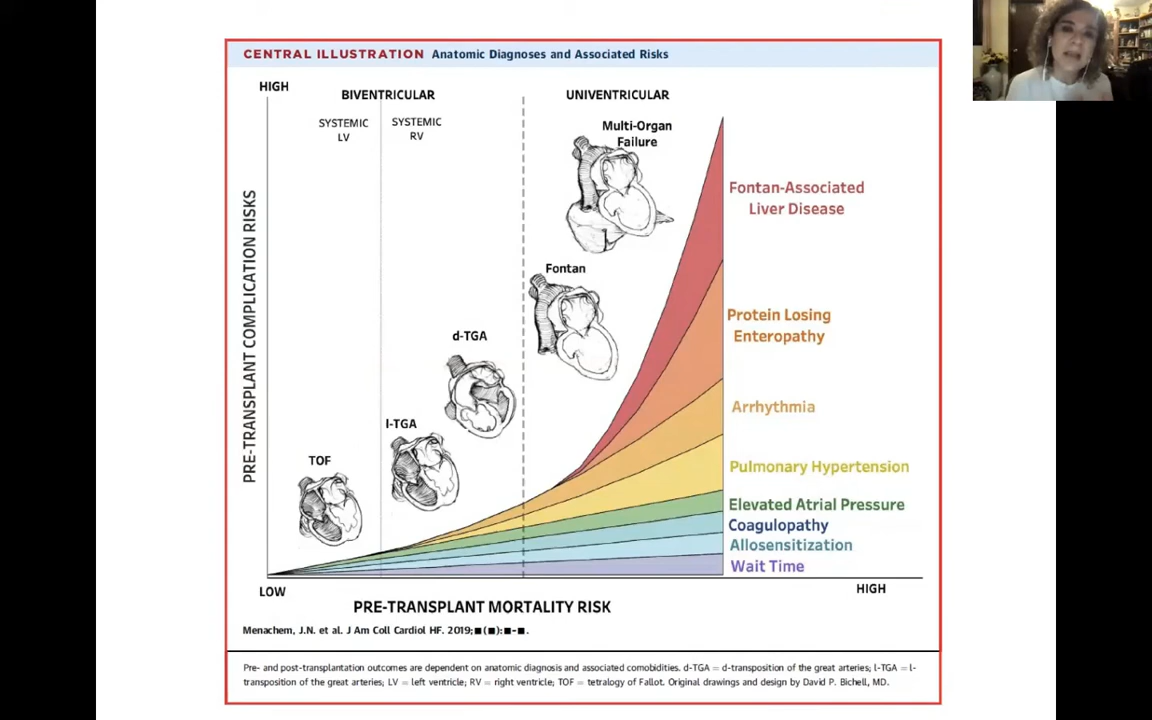 CENTRAL ILLUSTRATION Anatomic Diagnoses and Associated Risks
HIGH
BIVENTRICULAR
UNIVENTRICULAR
SYSTEMIC
LV
SYSTEMIC
RV
Multi-Organ
Failure
Fontan
d-TGA
l-TGA
TOF
PRE-TRANSPLANT COMPLICATION RISKS
Fontan-Associated
Liver Disease
Protein Losing
Enteropathy
Arrhythmia
Pulmonary Hypertension
Elevated Atrial Pressure
Coagulopathy
Allosensitization
Wait Time
LOW
HIGH
PRE-TRANSPLANT MORTALITY RISK
Menachem, J.N. et al. J Am Coll Cardiol HF. 2019;■(■):■-■.
Pre- and post-transplantation outcomes are dependent on anatomic diagnosis and associated comobidities. d-TGA = d-transposition of the great arteries; l-TGA = l-
transposition of the great arteries; LV = left ventricle; RV = right ventricle; TOF = tetralogy of Fallot. Original drawings and design by David P. Bichell, MD.